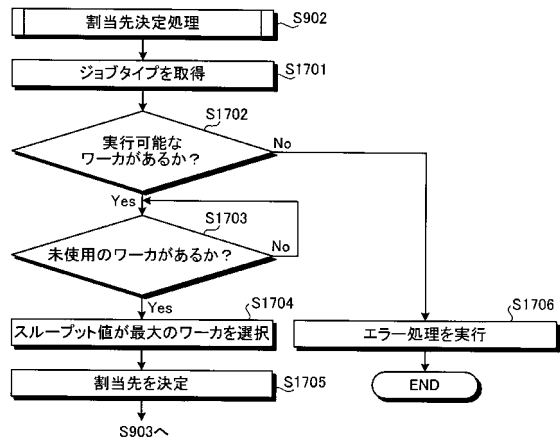 割当先決定処理
S902
ジョブタイプを取得
S1701
S1702
実行可能な
ワーカがあるか？
No
Yes
S1703
未使用のワーカがあるか？
No
Yes
S1704
スループット値が最大のワーカを選択
S1706
エラー処理を実行
割当先を決定
S1705
END
S903へ